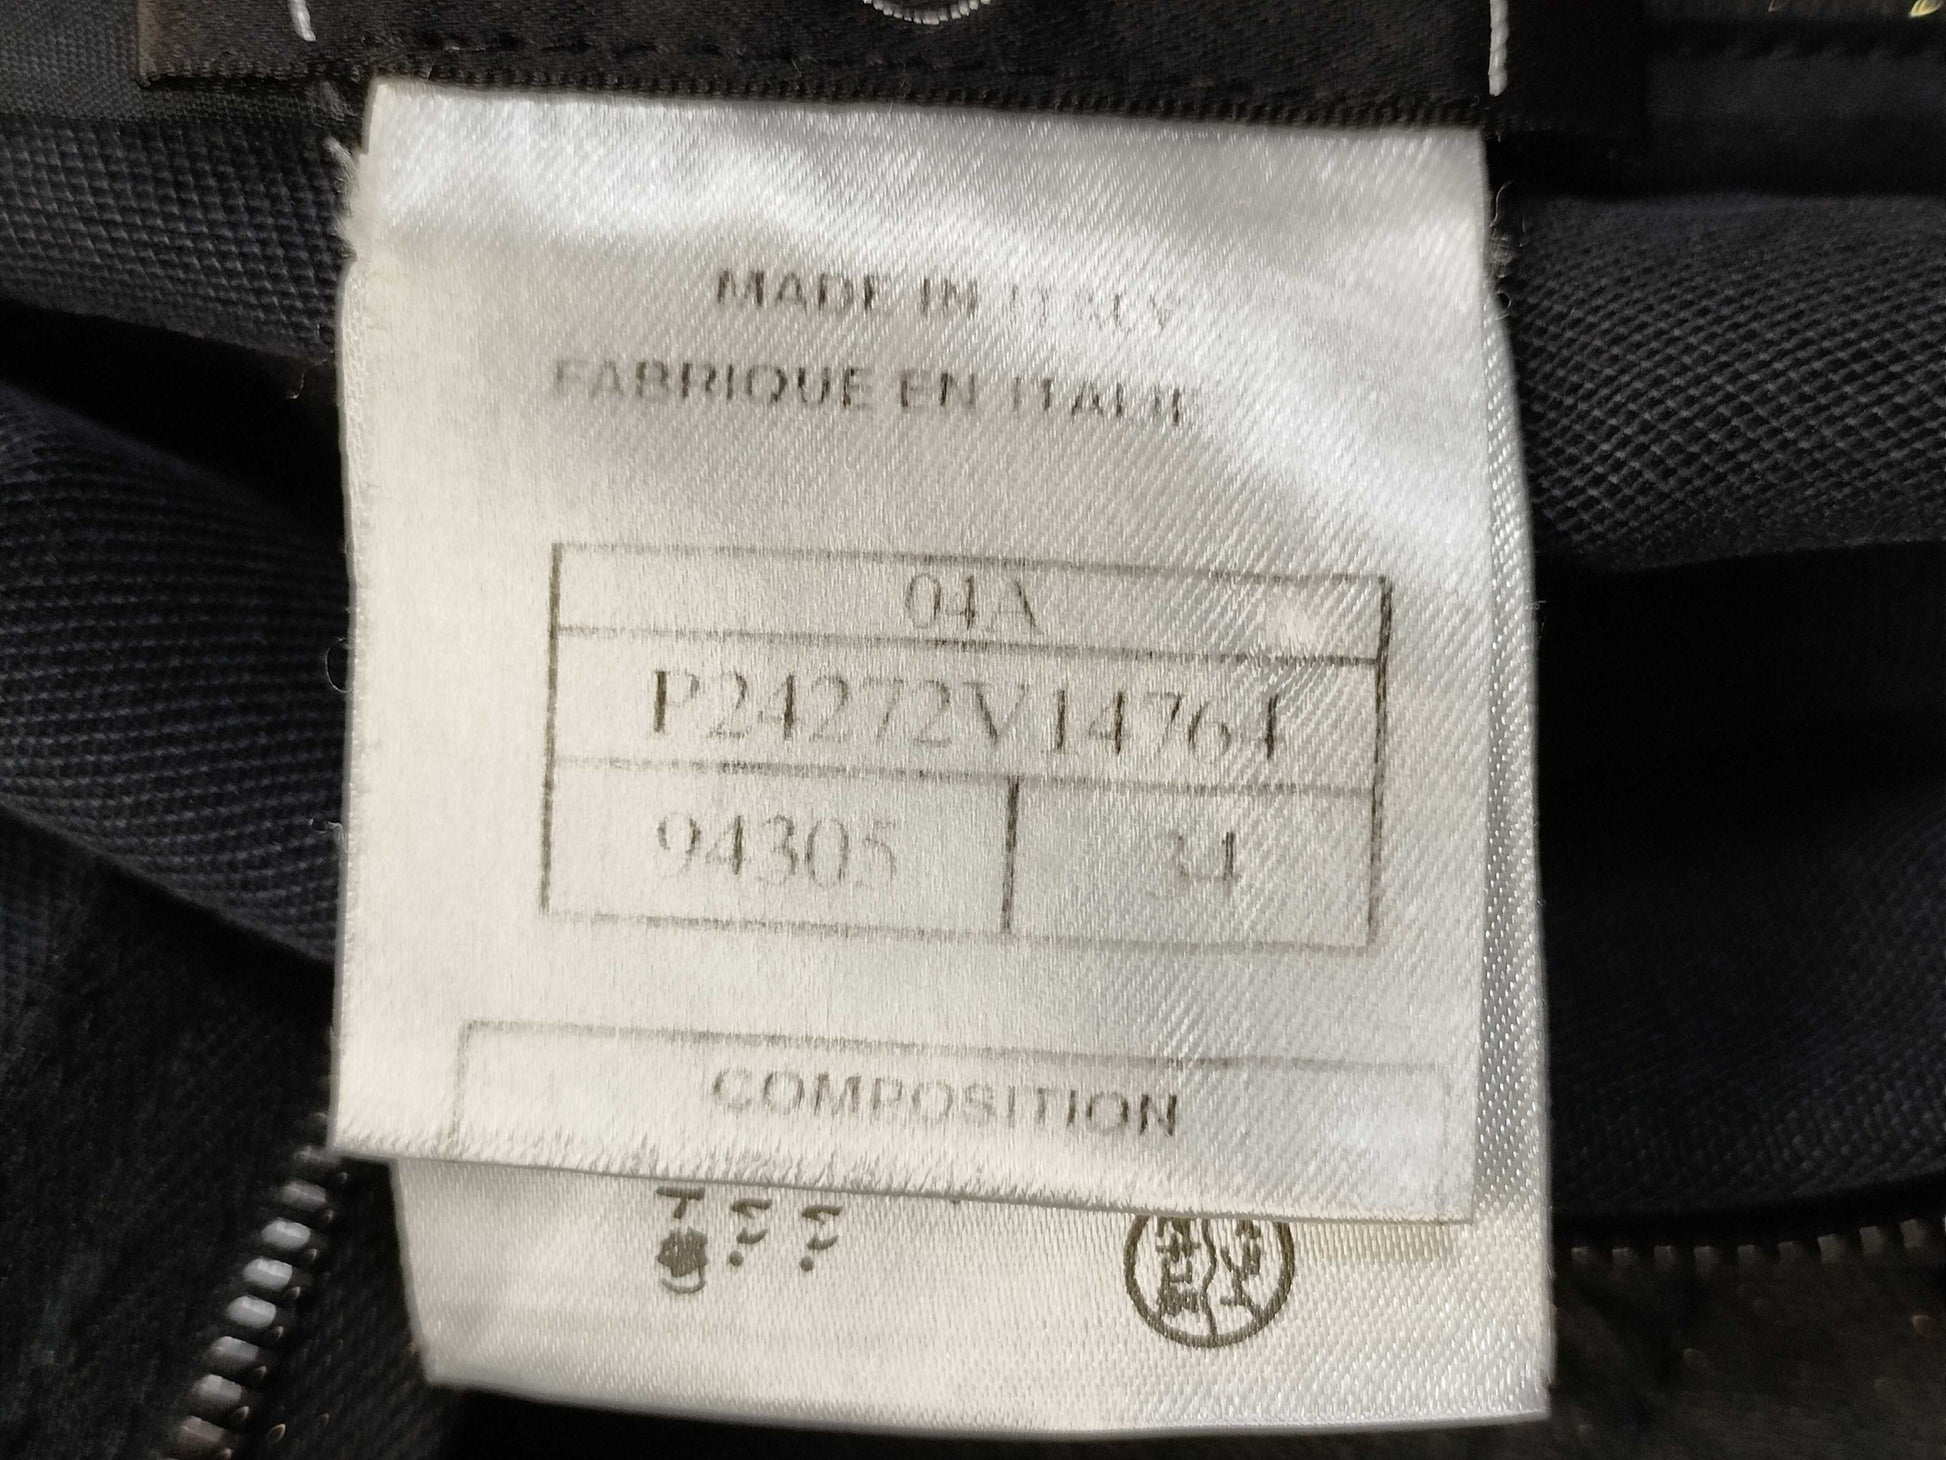 MADE IN ITALY
FABRIQUE EN ITALIE
04A
P24272V14764
94305 34
COMPOSITION